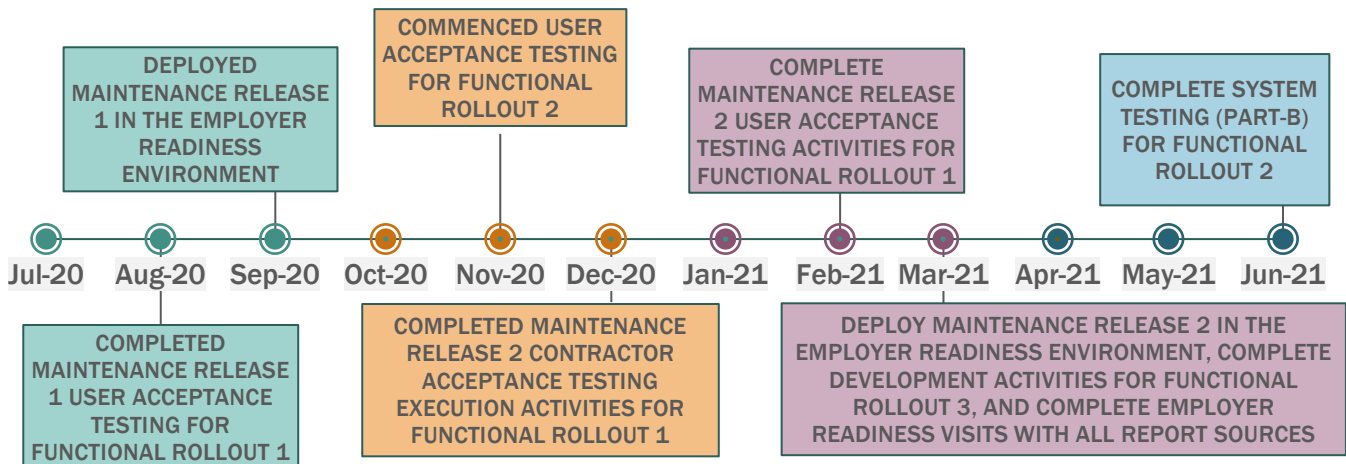 COMMENCED USER
ACCEPTANCE TESTING
FOR FUNCTIONAL
ROLLOUT 2
DEPLOYED
MAINTENANCE RELEASE
1 IN THE EMPLOYER
READINESS
ENVIRONMENT
COMPLETE
MAINTENANCE RELEASE
2 USER ACCEPTANCE
TESTING ACTIVITIES FOR
FUNCTIONAL ROLLOUT 1
COMPLETE SYSTEM
TESTING (PART-B)
FOR FUNCTIONAL
ROLLOUT 2
Jul-20 Aug-20 Sep-20 Oct-20 Nov-20 Dec-20 Jan-21 Feb-21 Mar-21 Apr-21 May-21 Jun-21
COMPLETED
MAINTENANCE RELEASE
1 USER ACCEPTANCE
TESTING FOR
FUNCTIONAL ROLLOUT 1
COMPLETED MAINTENANCE
RELEASE 2 CONTRACTOR
ACCEPTANCE TESTING
EXECUTION ACTIVITIES FOR
FUNCTIONAL ROLLOUT 1
DEPLOY MAINTENANCE RELEASE 2 IN THE
EMPLOYER READINESS ENVIRONMENT, COMPLETE
DEVELOPMENT ACTIVITIES FOR FUNCTIONAL
ROLLOUT 3, AND COMPLETE EMPLOYER
READINESS VISITS WITH ALL REPORT SOURCES